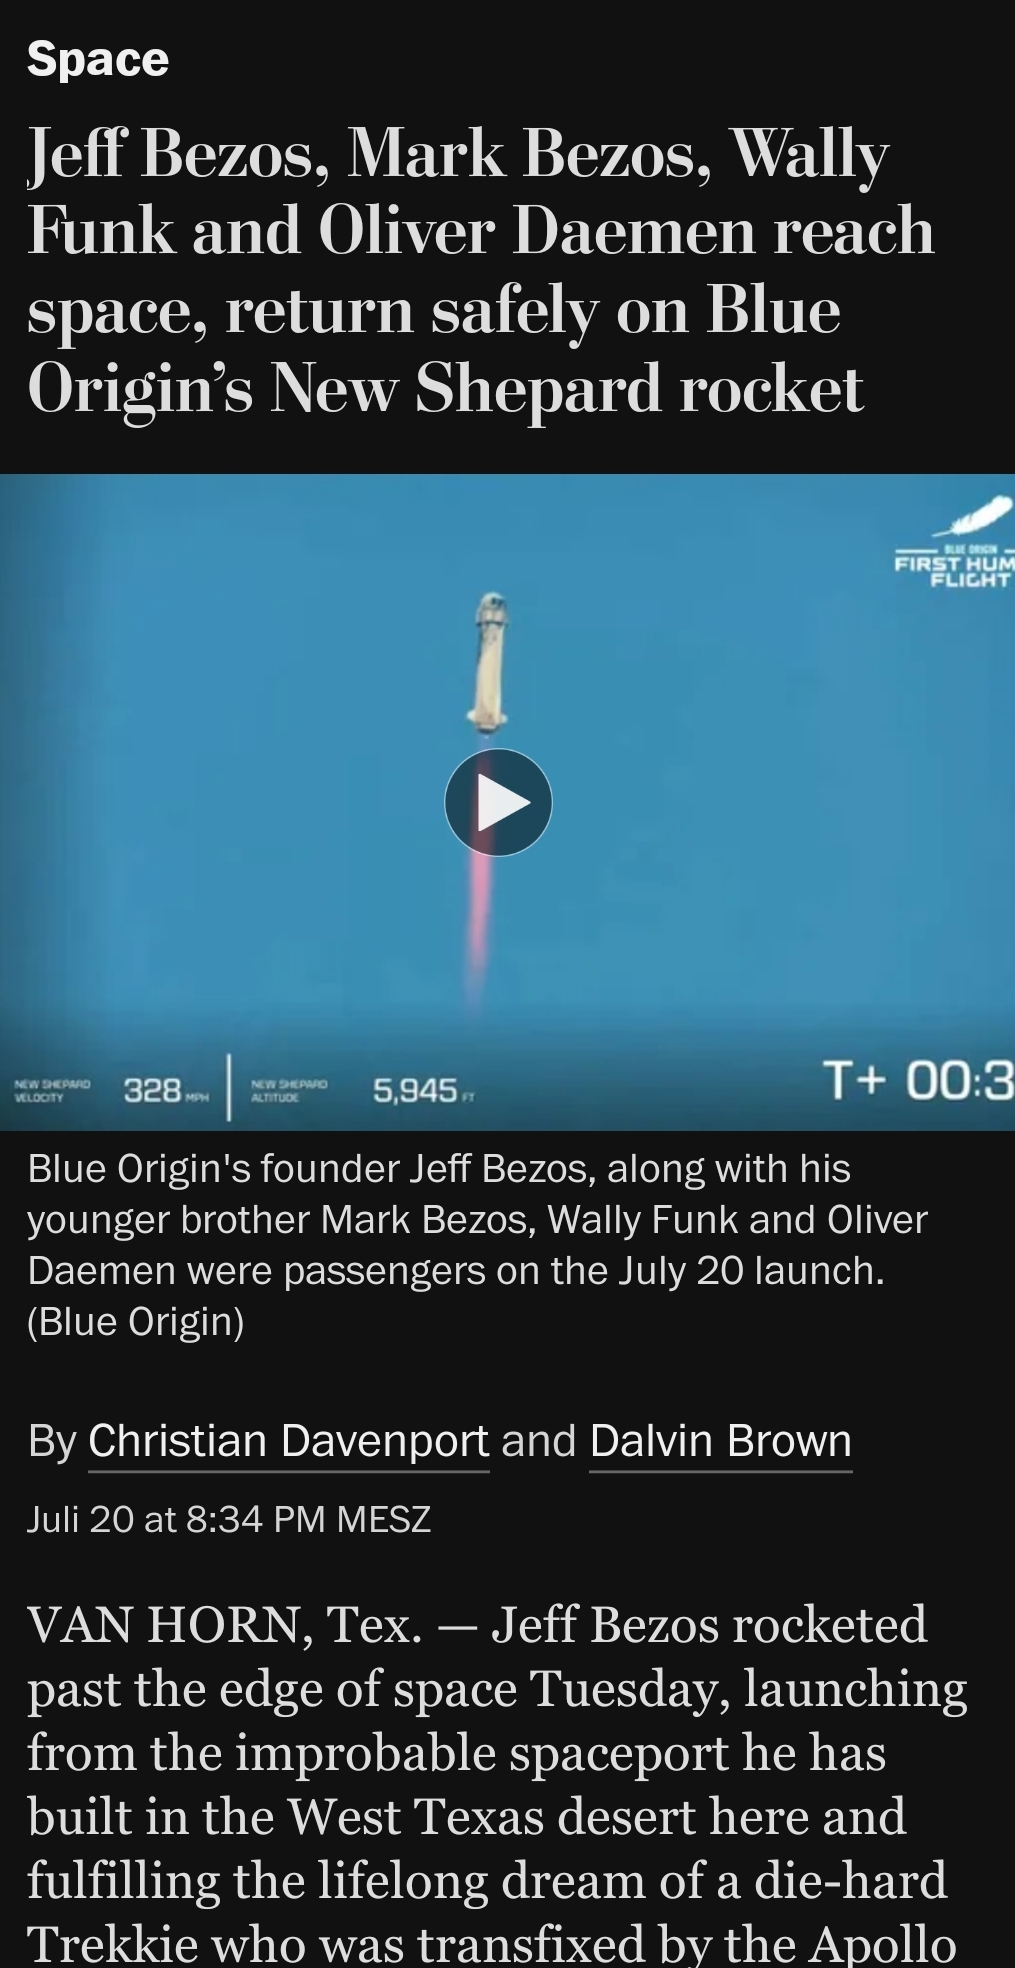 Space
Jeff Bezos, Mark Bezos, Wally
Funk and Oliver Daemen reach
space, return safely on Blue
Origin’s New Shepard rocket
BLUE ORIGIN
FIRST HUM
FLIGHT
NEW SHEPARD
VELOCITY
328 MPH
NEW SHEPARD
ALTITUDE
5,945 FT
T+ 00:3
Blue Origin's founder Jeff Bezos, along with his
younger brother Mark Bezos, Wally Funk and Oliver
Daemen were passengers on the July 20 launch.
(Blue Origin)
By Christian Davenport and Dalvin Brown
Juli 20 at 8:34 PM MESZ
VAN HORN, Tex. — Jeff Bezos rocketed
past the edge of space Tuesday, launching
from the improbable spaceport he has
built in the West Texas desert here and
fulfilling the lifelong dream of a die-hard
Trekkie who was transfixed by the Apollo